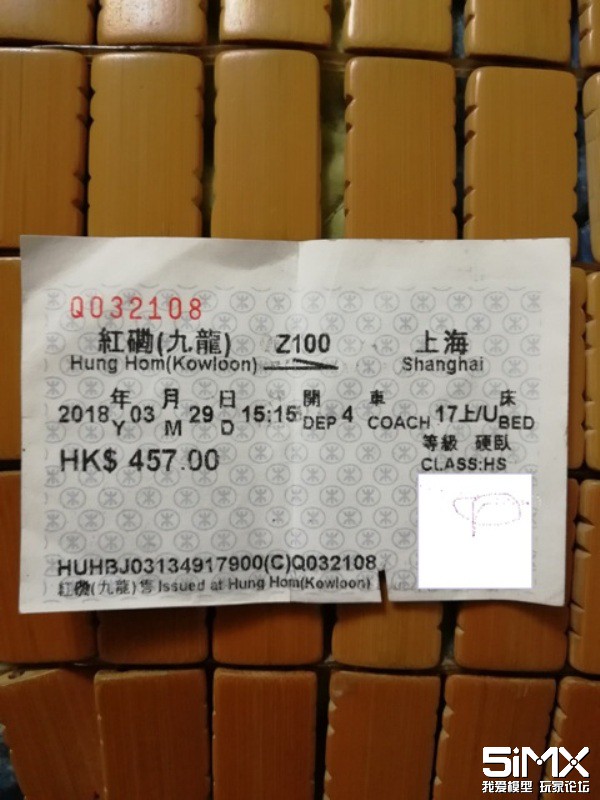 Q032108
紅磡(九龍) Z100 上海
Hung Hom(Kowloon) Shanghai
年 月 日 開 車 床
2018 Y 03 M 29 D 15:15 DEP 4 COACH 17上/U BED
等級 硬臥
HK$ 457.00 CLASS:HS
HUHBJ03134917900(C)Q032108
紅磡(九龍)售 Issued at Hung Hom(Kowloon)
5iMX
我爱模型 玩家论坛